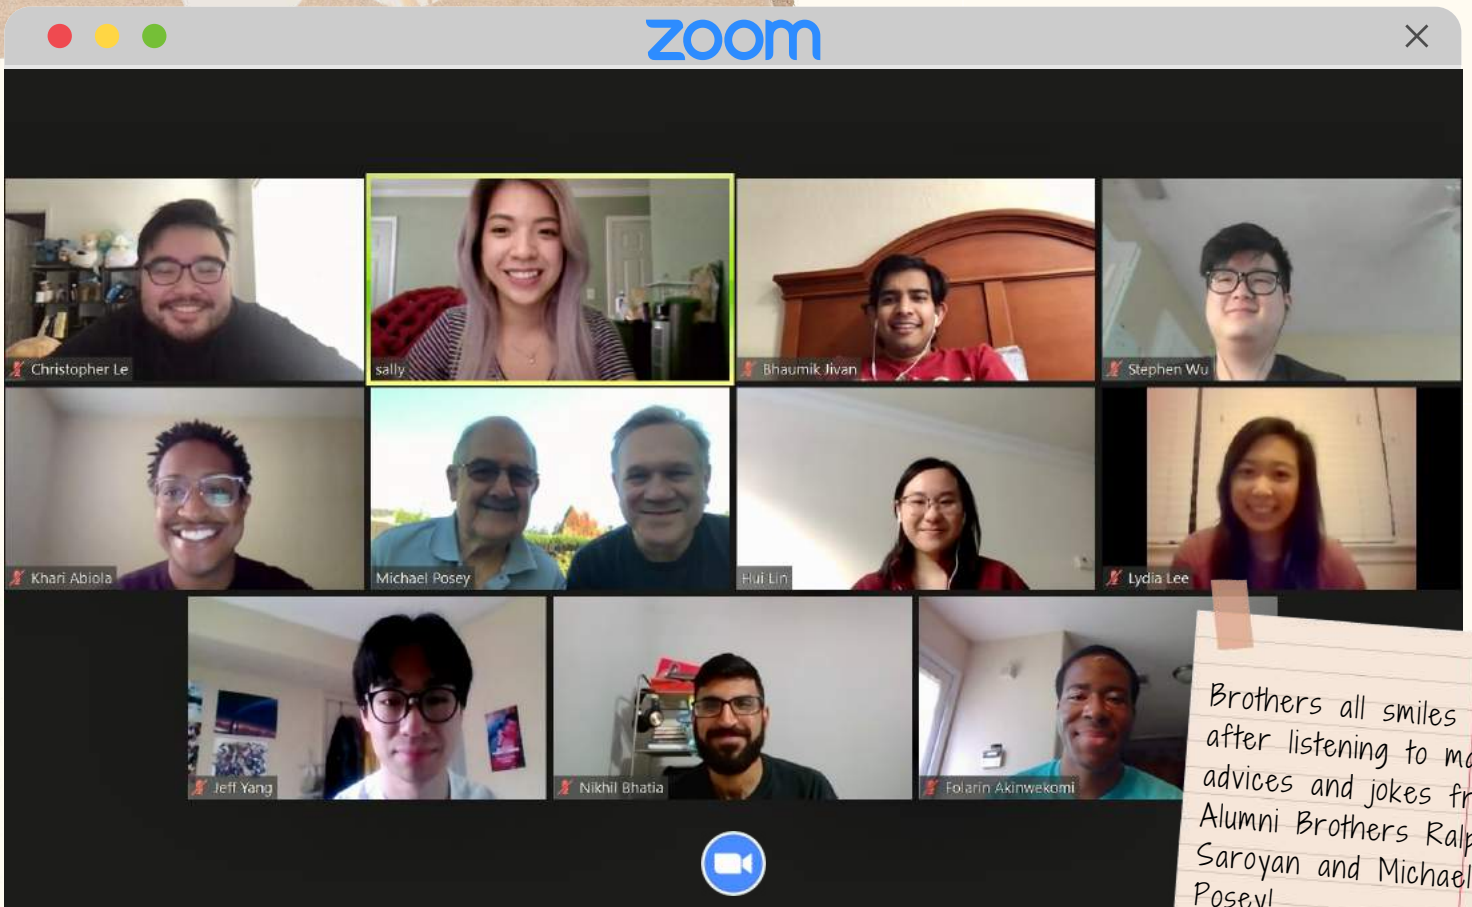 zoom
Christopher Le
sally
Bhaumik Jivan
Stephen Wu
Khari Abiola
Michael Posey
Hui Lin
Lydia Lee
Jeff Yang
Nikhil Bhatia
Folarin Akinwekomi
Brothers all smiles
after listening to
advices and jokes
Alumni Brothers
Saroyan and Michael
Posey!